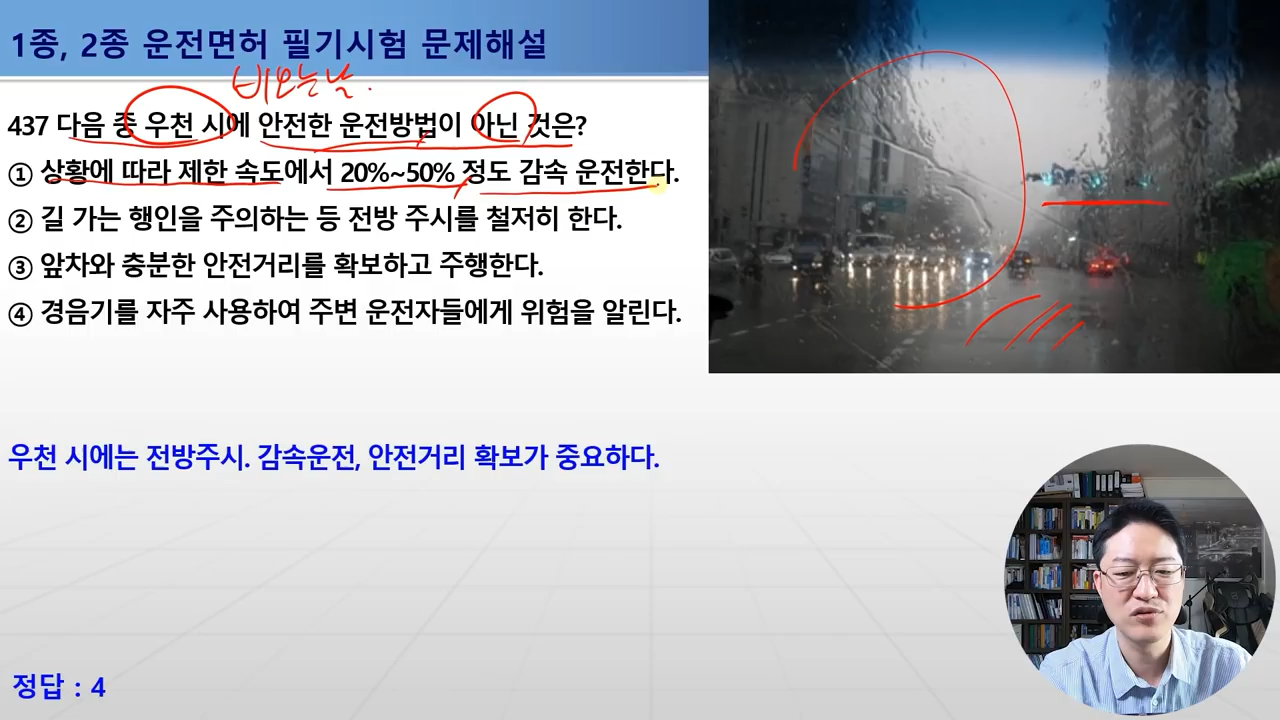 1종, 2종 운전면허 필기시험 문제해설
비오는날.
437 다음 중 우천 시에 안전한 운전방법이 아닌 것은?
① 상황에 따라 제한 속도에서 20%~50% 정도 감속 운전한다.
② 길 가는 행인을 주의하는 등 전방 주시를 철저히 한다.
③ 앞차와 충분한 안전거리를 확보하고 주행한다.
④ 경음기를 자주 사용하여 주변 운전자들에게 위험을 알린다.
우천 시에는 전방주시. 감속운전, 안전거리 확보가 중요하다.
정답 : 4